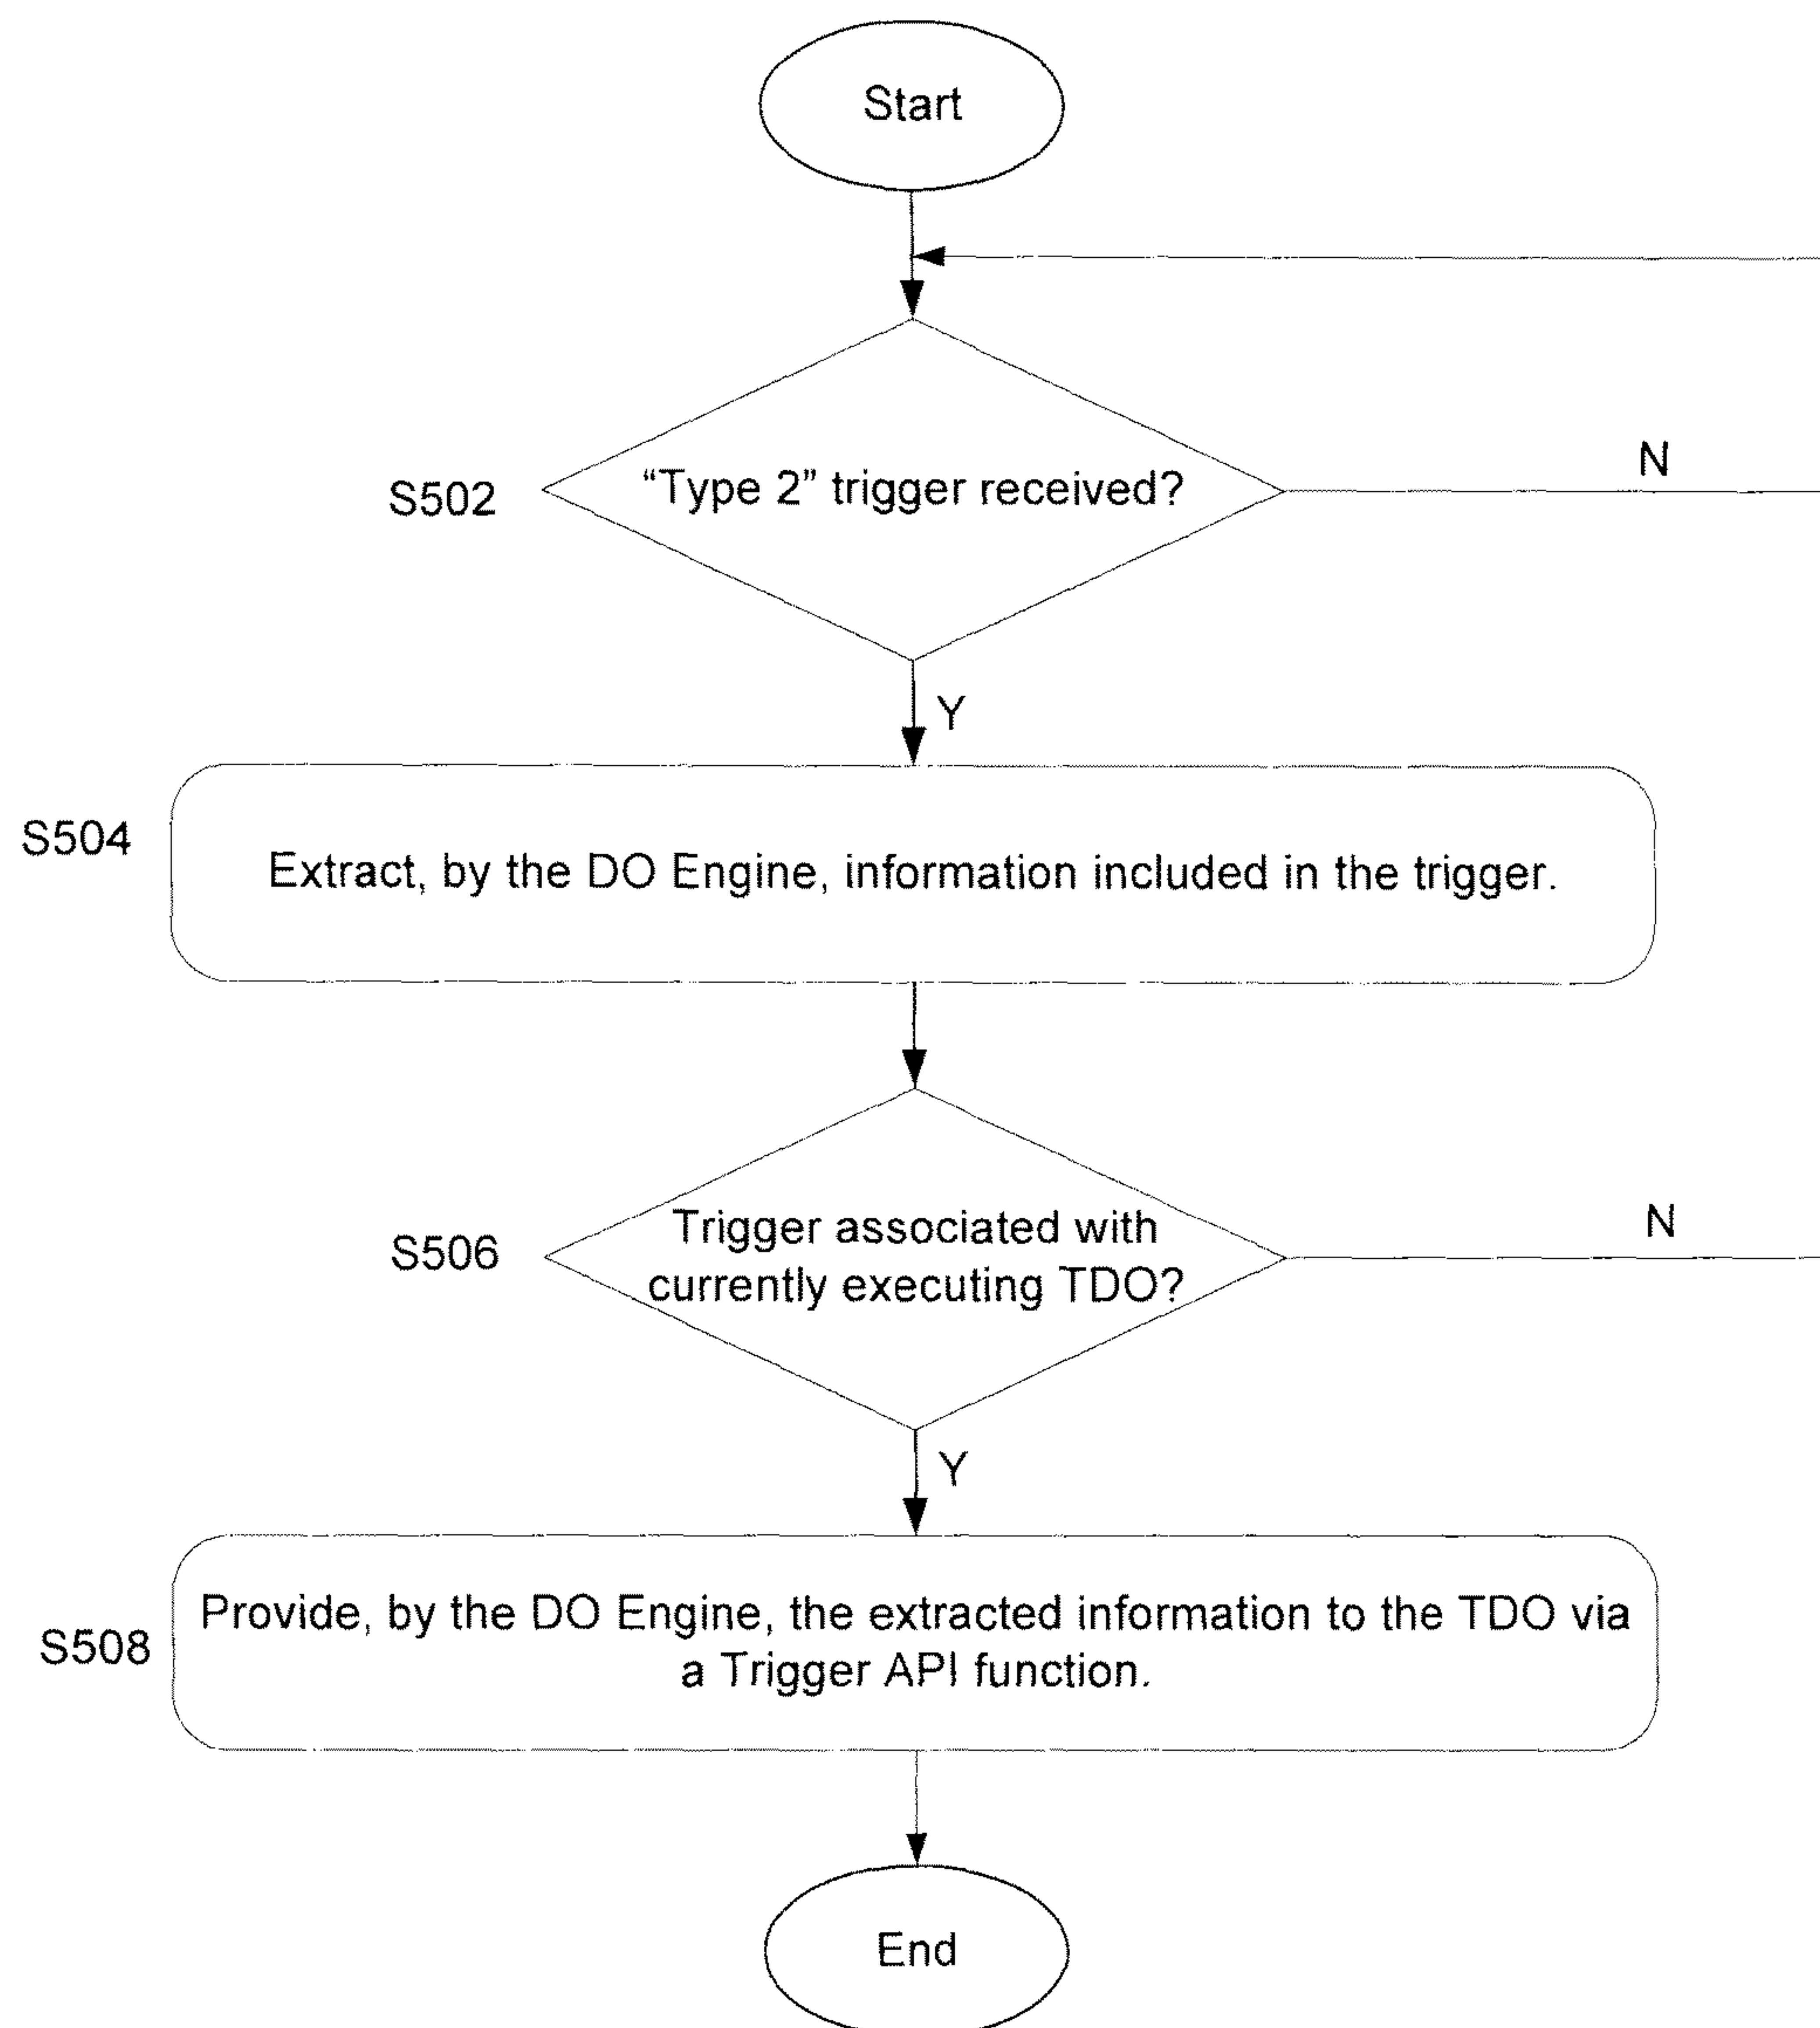 Start
S502
“Type 2” trigger received?
N
Y
S504
Extract, by the DO Engine, information included in the trigger.
S506
Trigger associated with
currently executing TDO?
N
Y
S508
Provide, by the DO Engine, the extracted information to the TDO via
a Trigger API function.
End